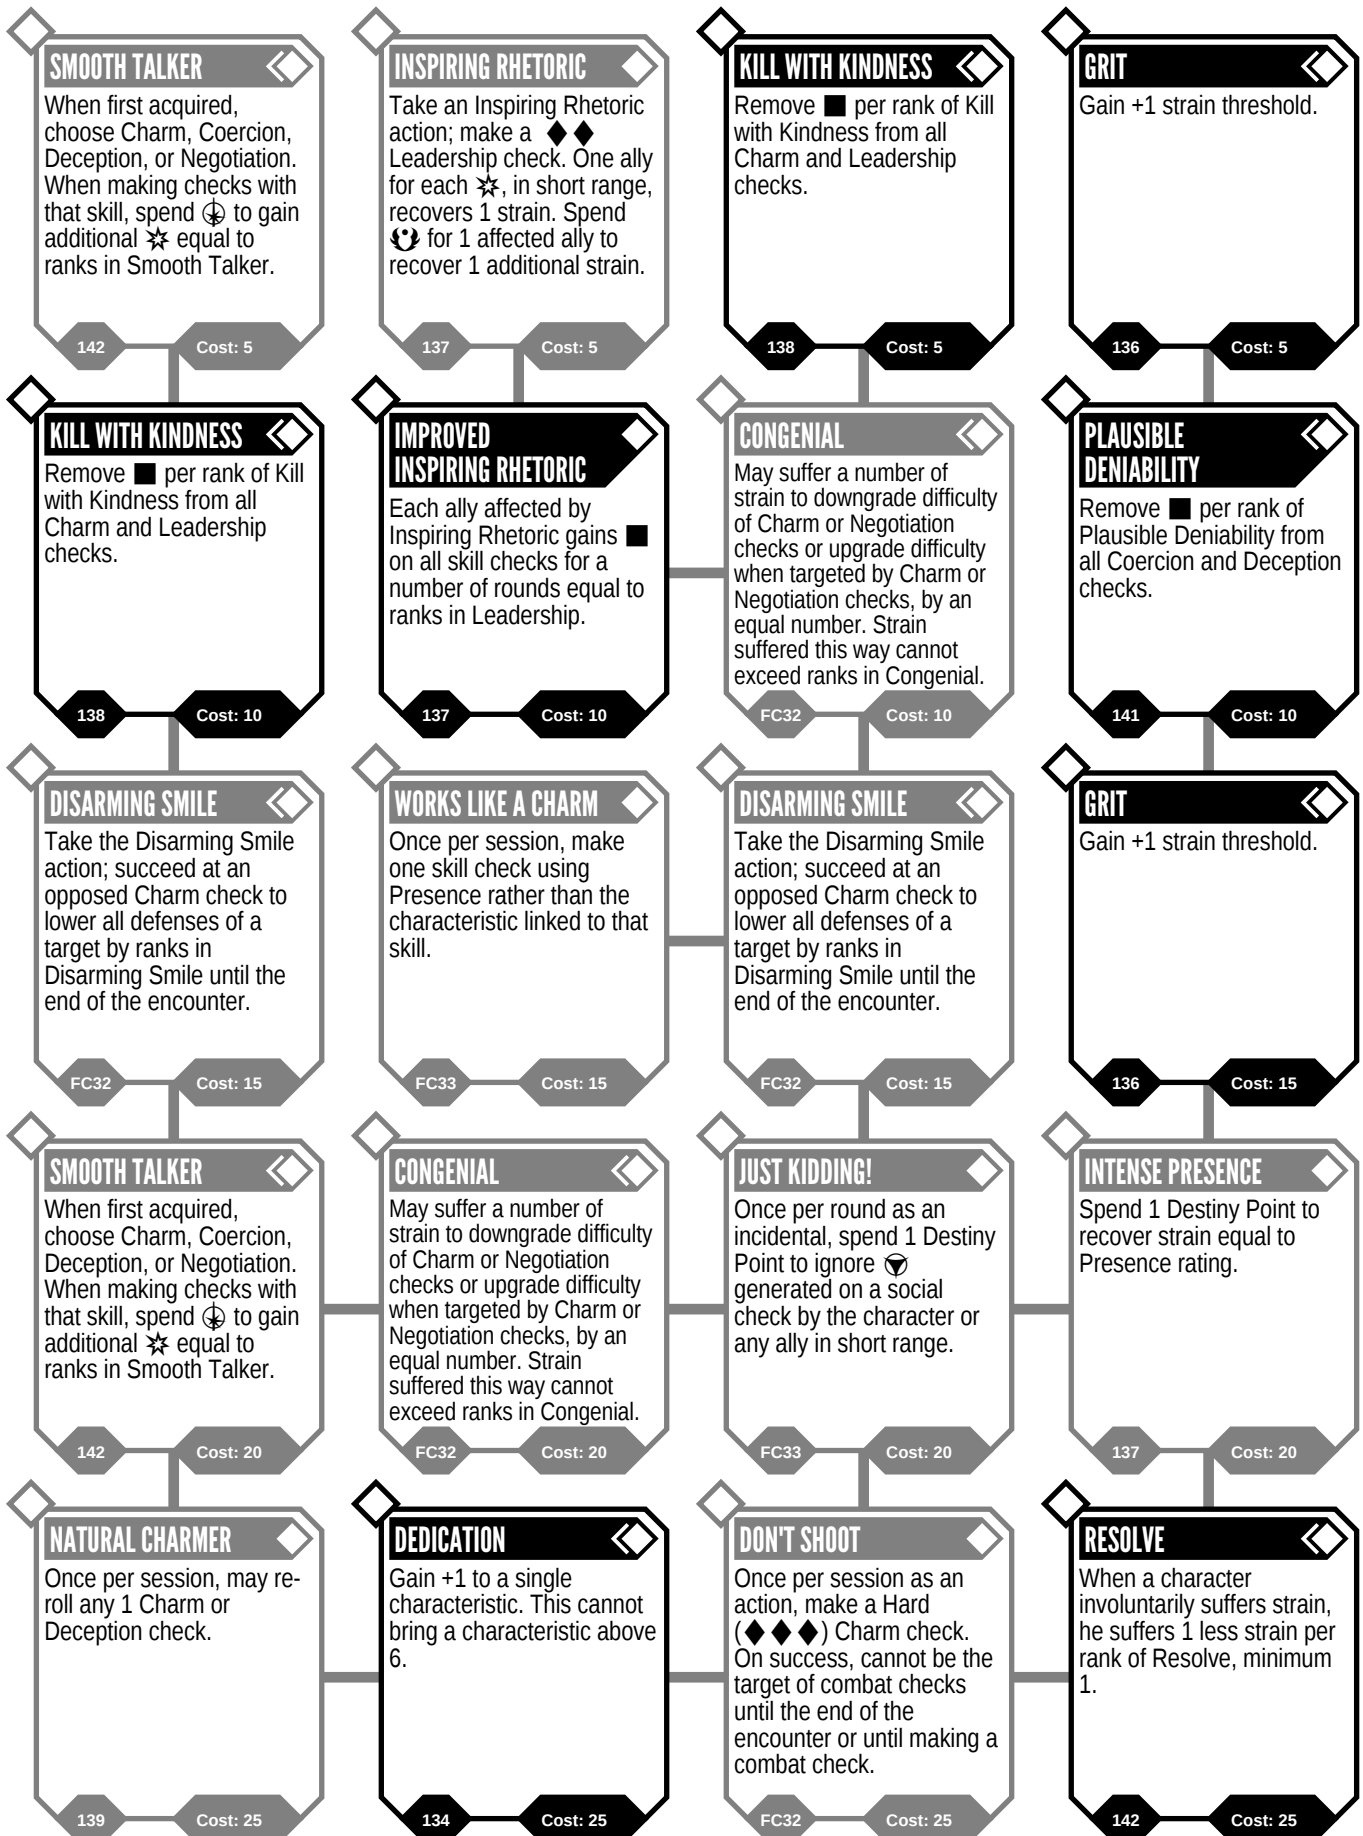 SMOOTH TALKER
When first acquired,
choose Charm, Coercion,
Deception, or Negotiation.
When making checks with
that skill, spend to gain
additional equal to
ranks in Smooth Talker.
142 Cost: 5
INSPIRING RHETORIC
Take an Inspiring Rhetoric
action; make a ♦♦
Leadership check. One ally
for each , in short range,
recovers 1 strain. Spend
for 1 affected ally to
recover 1 additional strain.
137 Cost: 5
KILL WITH KINDNESS
Remove ■ per rank of Kill
with Kindness from all
Charm and Leadership
checks.
138 Cost: 5
GRIT
Gain +1 strain threshold.
136 Cost: 5
KILL WITH KINDNESS
Remove ■ per rank of Kill
with Kindness from all
Charm and Leadership
checks.
138 Cost: 10
IMPROVED
INSPIRING RHETORIC
Each ally affected by
Inspiring Rhetoric gains ■
on all skill checks for a
number of rounds equal to
ranks in Leadership.
137 Cost: 10
CONGENIAL
May suffer a number of
strain to downgrade difficulty
of Charm or Negotiation
checks or upgrade difficulty
when targeted by Charm or
Negotiation checks, by an
equal number. Strain
suffered this way cannot
exceed ranks in Congenial.
FC32 Cost: 10
PLAUSIBLE
DENIABILITY
Remove ■ per rank of
Plausible Deniability from
all Coercion and Deception
checks.
141 Cost: 10
DISARMING SMILE
Take the Disarming Smile
action; succeed at an
opposed Charm check to
lower all defenses of a
target by ranks in
Disarming Smile until the
end of the encounter.
FC32 Cost: 15
WORKS LIKE A CHARM
Once per session, make
one skill check using
Presence rather than the
characteristic linked to that
skill.
FC33 Cost: 15
DISARMING SMILE
Take the Disarming Smile
action; succeed at an
opposed Charm check to
lower all defenses of a
target by ranks in
Disarming Smile until the
end of the encounter.
FC32 Cost: 15
GRIT
Gain +1 strain threshold.
136 Cost: 15
SMOOTH TALKER
When first acquired,
choose Charm, Coercion,
Deception, or Negotiation.
When making checks with
that skill, spend to gain
additional equal to
ranks in Smooth Talker.
142 Cost: 20
CONGENIAL
May suffer a number of
strain to downgrade difficulty
of Charm or Negotiation
checks or upgrade difficulty
when targeted by Charm or
Negotiation checks, by an
equal number. Strain
suffered this way cannot
exceed ranks in Congenial.
FC32 Cost: 20
JUST KIDDING!
Once per round as an
incidental, spend 1 Destiny
Point to ignore
generated on a social
check by the character or
any ally in short range.
FC33 Cost: 20
INTENSE PRESENCE
Spend 1 Destiny Point to
recover strain equal to
Presence rating.
137 Cost: 20
NATURAL CHARMER
Once per session, may re-
roll any 1 Charm or
Deception check.
139 Cost: 25
DEDICATION
Gain +1 to a single
characteristic. This cannot
bring a characteristic above
6.
134 Cost: 25
DON'T SHOOT
Once per session as an
action, make a Hard
(♦♦♦) Charm check.
On success, cannot be the
target of combat checks
until the end of the
encounter or until making a
combat check.
FC32 Cost: 25
RESOLVE
When a character
involuntarily suffers strain,
he suffers 1 less strain per
rank of Resolve, minimum
1.
142 Cost: 25